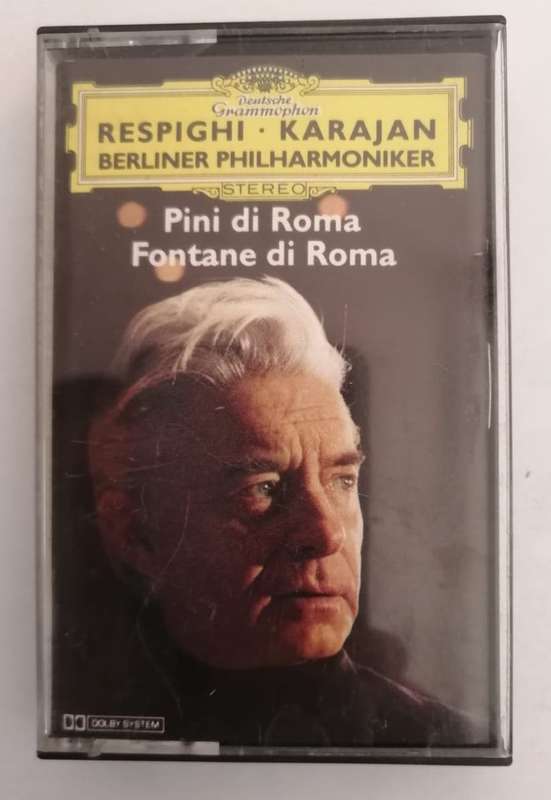 Deutsche
Grammophon
RESPIGHI · KARAJAN
BERLINER PHILHARMONIKER
STEREO
Pini di Roma
Fontane di Roma
DOLBY SYSTEM